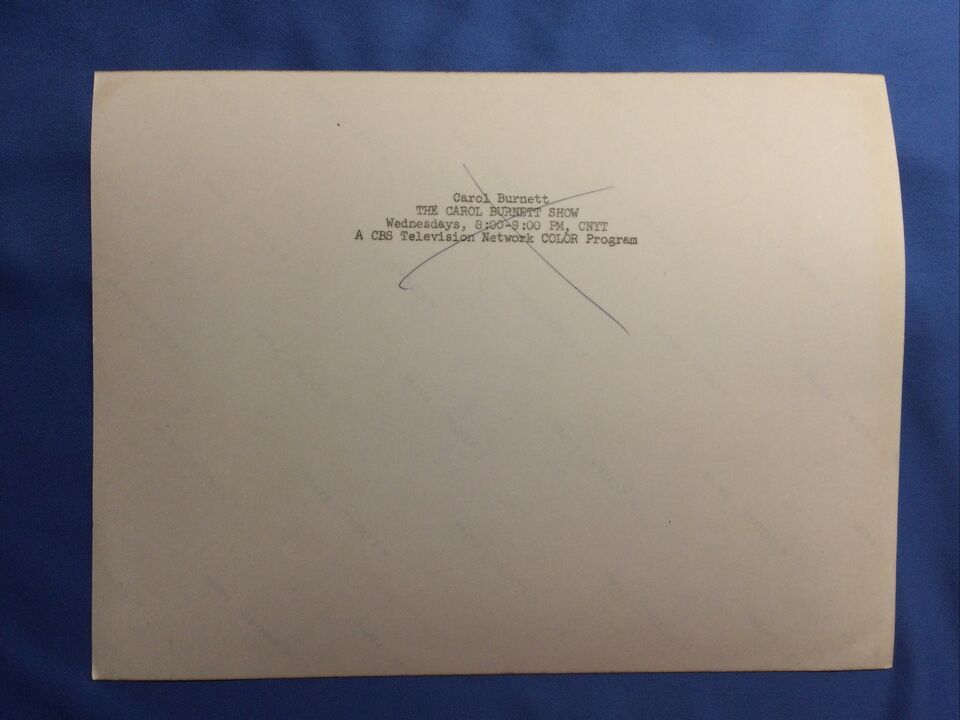 Carol Burnett
THE CAROL BURNETT SHOW
Wednesdays, 8:00-9:00 PM, CNYT
A CBS Television Network COLOR Program